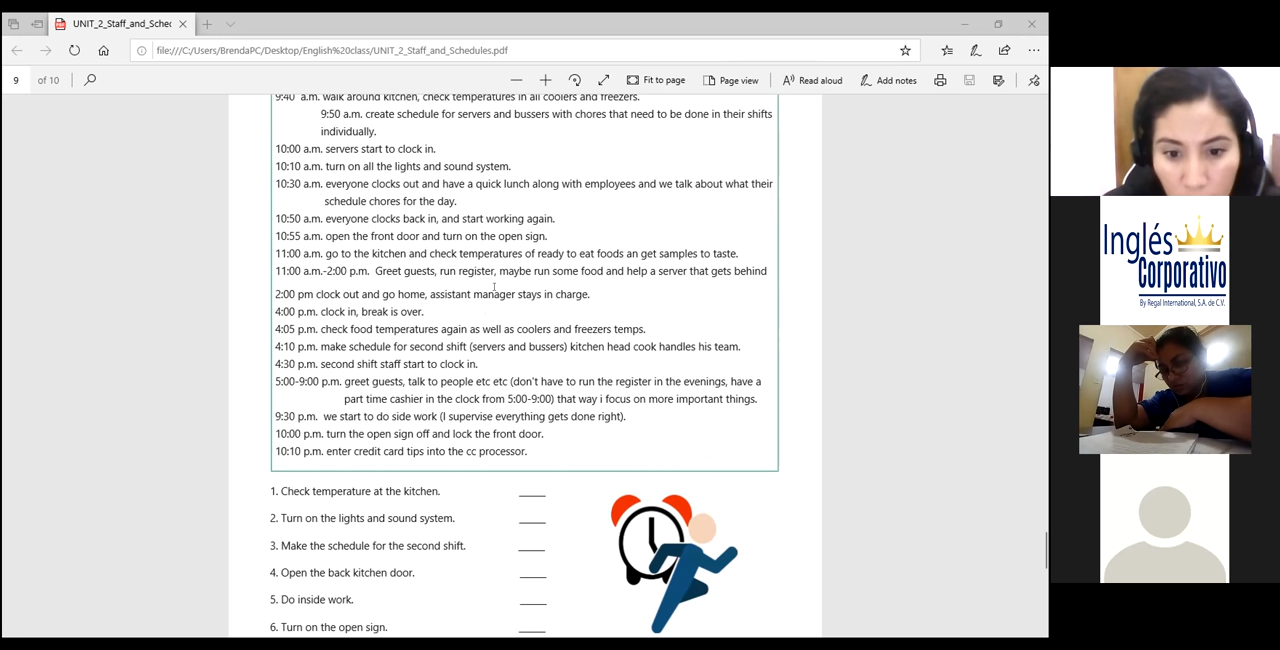 UNIT_2_Staff_and_Schec
file:///C:/Users/BrendaPC/Desktop/English%20class/UNIT_2_Staff_and_Schedules.pdf
9 of 10
Fit to page
Page view
Read aloud
Add notes
9:40 a.m. walk around kitchen, check temperatures in all coolers and freezers.
9:50 a.m. create schedule for servers and bussers with chores that need to be done in their shifts
individually.
10:00 a.m. servers start to clock in.
10:10 a.m. turn on all the lights and sound system.
10:30 a.m. everyone clocks out and have a quick lunch along with employees and we talk about what their
schedule chores for the day.
10:50 a.m. everyone clocks back in, and start working again.
10:55 a.m. open the front door and turn on the open sign.
11:00 a.m. go to the kitchen and check temperatures of ready to eat foods an get samples to taste.
11:00 a.m.-2:00 p.m. Greet guests, run register, maybe run some food and help a server that gets behind
2:00 pm clock out and go home, assistant manager stays in charge.
4:00 p.m. clock in, break is over.
4:05 p.m. check food temperatures again as well as coolers and freezers temps.
4:10 p.m. make schedule for second shift (servers and bussers) kitchen head cook handles his team.
4:30 p.m. second shift staff start to clock in.
5:00-9:00 p.m. greet guests, talk to people etc etc (don't have to run the register in the evenings, have a
part time cashier in the clock from 5:00-9:00) that way i focus on more important things.
9:30 p.m. we start to do side work (I supervise everything gets done right).
10:00 p.m. turn the open sign off and lock the front door.
10:10 p.m. enter credit card tips into the cc processor.
1. Check temperature at the kitchen. _____
2. Turn on the lights and sound system. _____
3. Make the schedule for the second shift. _____
4. Open the back kitchen door. _____
5. Do inside work. _____
6. Turn on the open sign. _____
Inglés
Corporativo
By Regal International, S.A. de C.V.